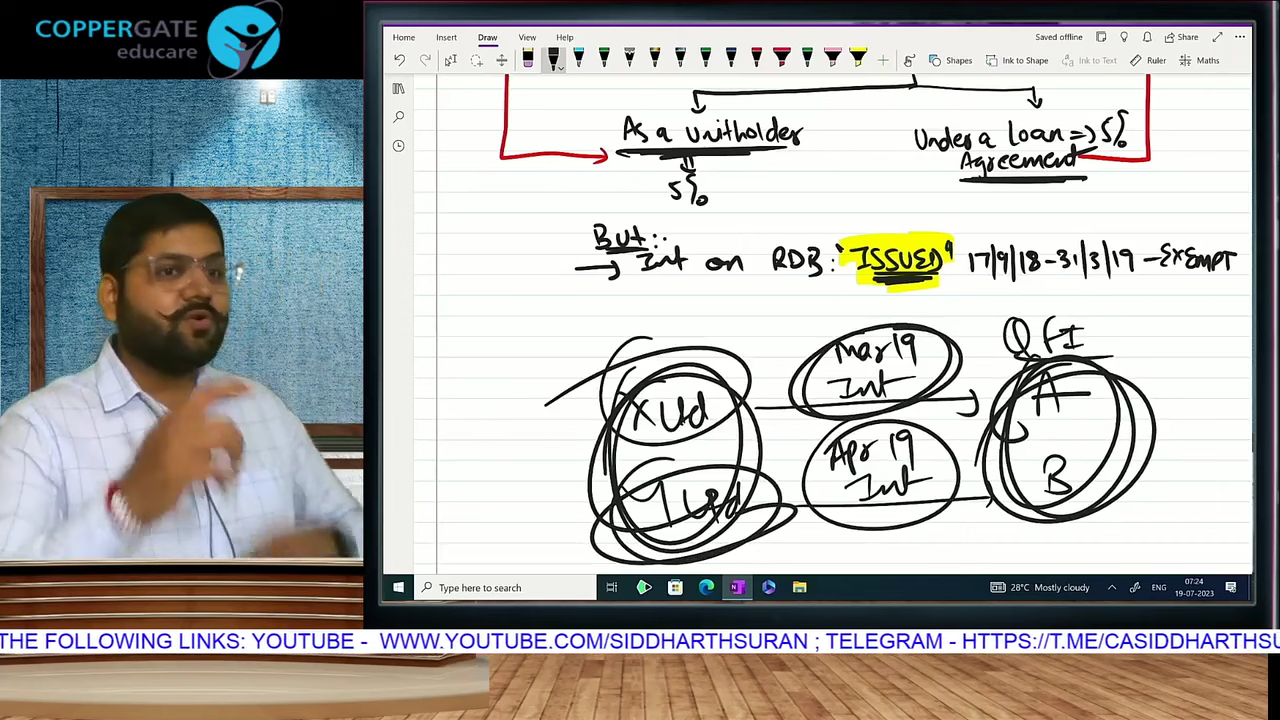 COPPERGATE
educare
Home Insert Draw View Help
Saved offline Share
Shapes Ink to Shape Ink to Text Ruler Maths
As a unitholder
5%
Under a loan => 5%
Agreement
But:
Int on RDB: "ISSUED" 17/9/18-31/3/19 - EXEMPT
X Ltd
Mar 19
Int
QFI
A
Y Ltd
Apr 19
Int
B
Type here to search
28°C Mostly cloudy
ENG
07:24
19-07-2023
THE FOLLOWING LINKS: YOUTUBE - WWW.YOUTUBE.COM/SIDDHARTHSURAN ; TELEGRAM - HTTPS://T.ME/CASIDDHARTHSU